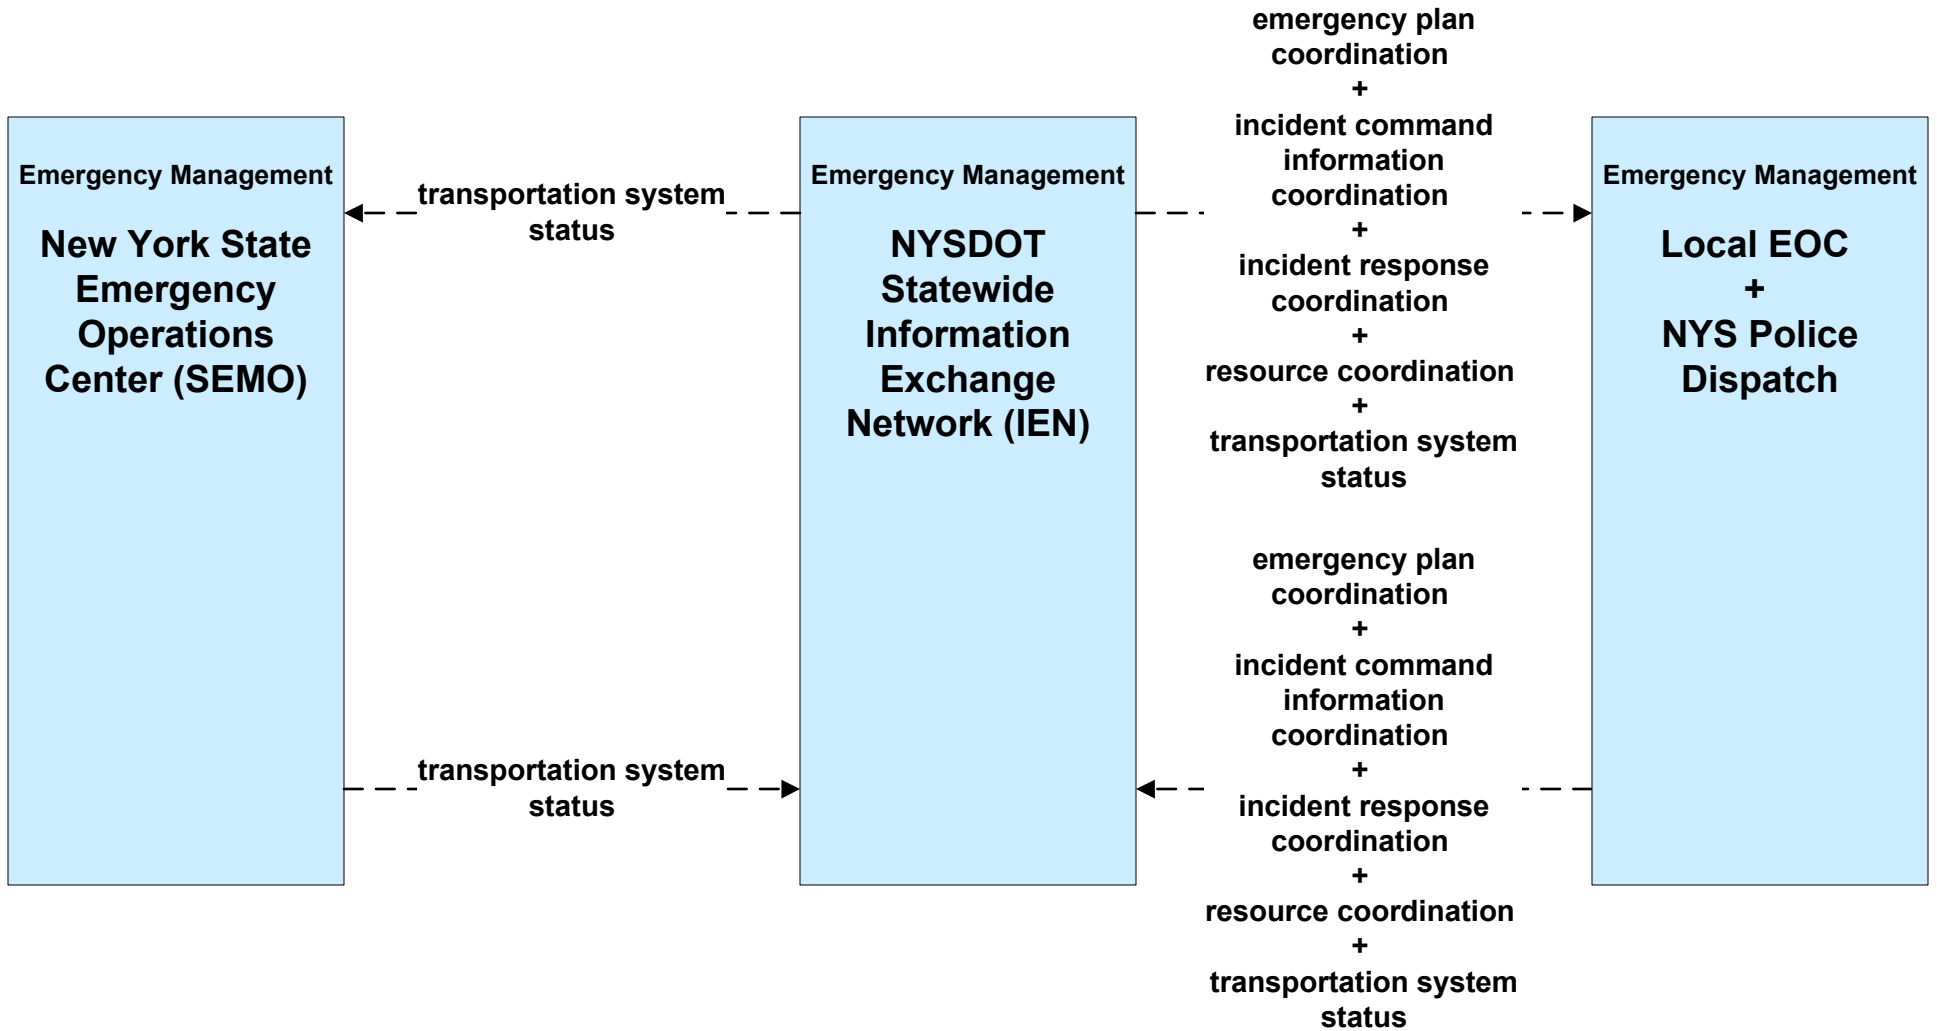 Emergency Management
New York State
Emergency
Operations
Center (SEMO)
transportation system
status
transportation system
status
Emergency Management
NYSDOT
Statewide
Information
Exchange
Network (IEN)
emergency plan
coordination
+
incident command
information
coordination
+
incident response
coordination
+
resource coordination
+
transportation system
status
emergency plan
coordination
+
incident command
information
coordination
+
incident response
coordination
+
resource coordination
+
transportation system
status
Emergency Management
Local EOC
+
NYS Police
Dispatch